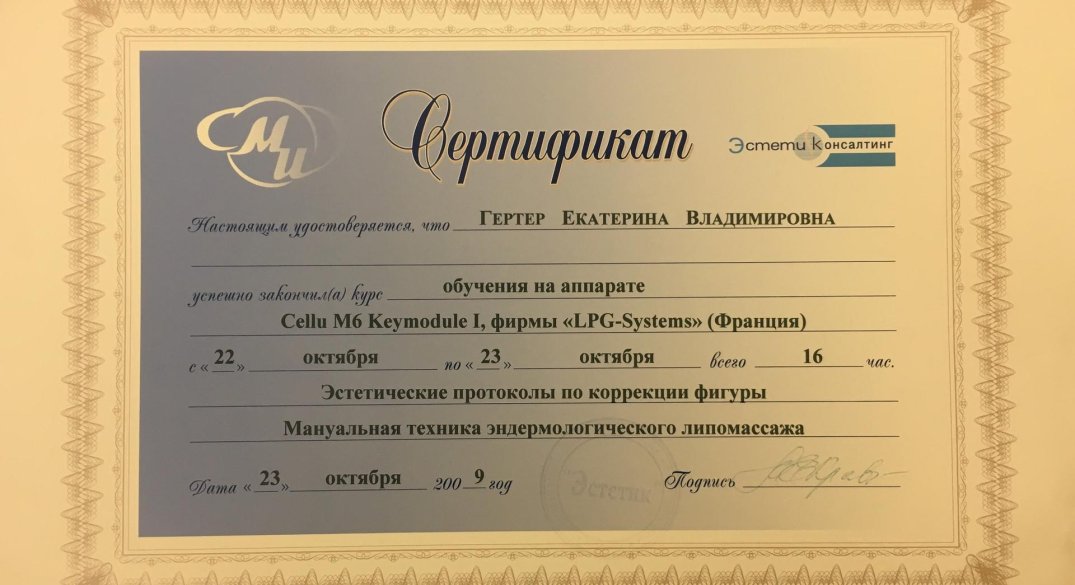 СМИ
Сертификат
Эстети Консалтинг
Настоящим удостоверяется, что ГЕРТЕР ЕКАТЕРИНА ВЛАДИМИРОВНА
успешно закончил(а) курс обучения на аппарате
Cellu M6 Keymodule I, фирмы «LPG-Systems» (Франция)
с «22» октября по «23» октября всего 16 час.
Эстетические протоколы по коррекции фигуры
Мануальная техника эндермологического липомассажа
Дата «23» октября 2009 год Подпись
"Эстетик"